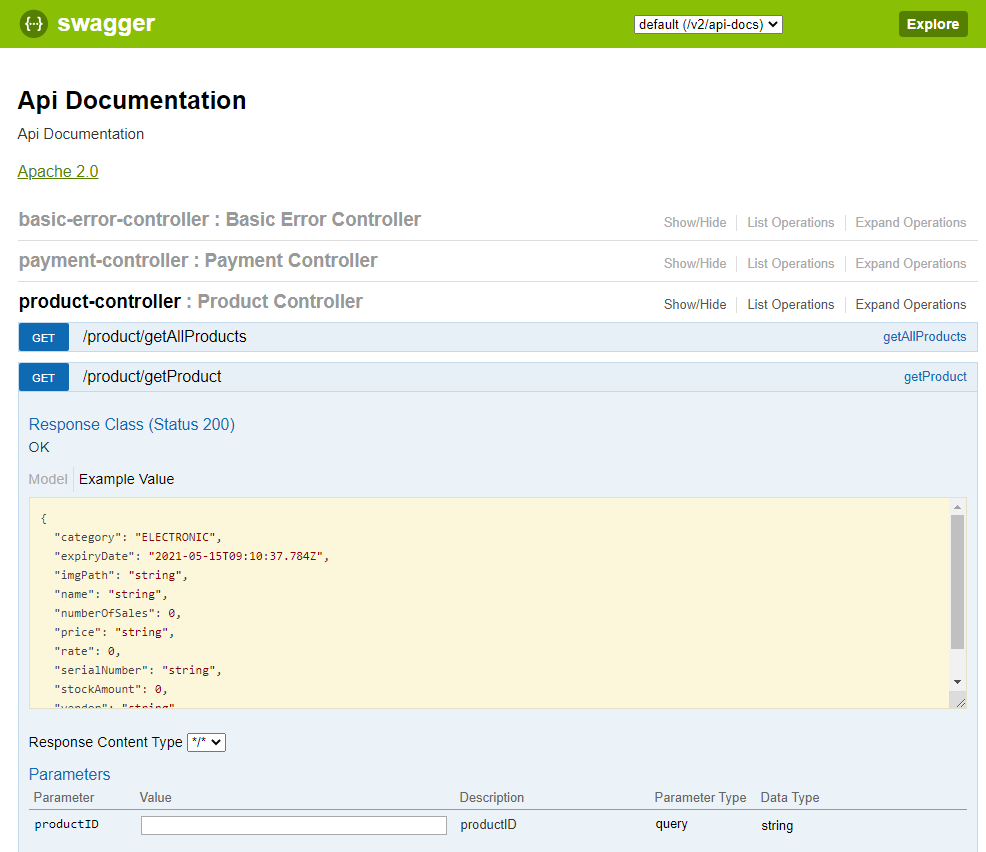 {···} swagger default (/v2/api-docs) Explore
Api Documentation
Api Documentation
Apache 2.0
basic-error-controller : Basic Error Controller Show/Hide List Operations Expand Operations
payment-controller : Payment Controller Show/Hide List Operations Expand Operations
product-controller : Product Controller Show/Hide List Operations Expand Operations
GET /product/getAllProducts getAllProducts
GET /product/getProduct getProduct
Response Class (Status 200)
OK
Model Example Value
{
"category": "ELECTRONIC",
"expiryDate": "2021-05-15T09:10:37.784Z",
"imgPath": "string",
"name": "string",
"numberOfSales": 0,
"price": "string",
"rate": 0,
"serialNumber": "string",
"stockAmount": 0,
"vendor": "string"
Response Content Type */*
Parameters
Parameter Value Description Parameter Type Data Type
productID productID query string